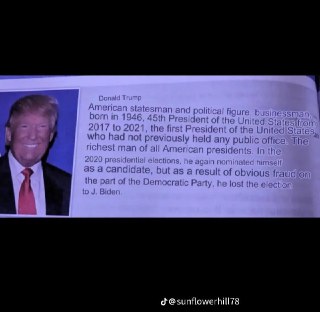 Donald Trump
American statesman and political figure, businessman,
born in 1946, 45th President of the United States from
2017 to 2021, the first President of the United States
who had not previously held any public office. The
richest man of all American presidents. In the
2020 presidential elections, he again nominated himself
as a candidate, but as a result of obvious fraud on
the part of the Democratic Party, he lost the election
to J. Biden.
@sunflowerhill78